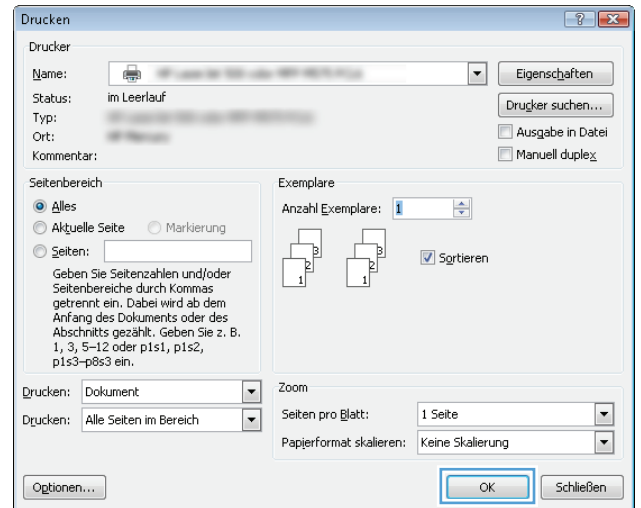 Drucken
Drucker
Name:
Eigenschaften
Status: im Leerlauf
Drucker suchen...
Typ:
Ort:
Ausgabe in Datei
Kommentar:
Manuell duplex
Seitenbereich
Alles
Aktuelle Seite Markierung
Seiten:
Geben Sie Seitenzahlen und/oder
Seitenbereiche durch Kommas
getrennt ein. Dabei wird ab dem
Anfang des Dokuments oder des
Abschnitts gezählt. Geben Sie z. B.
1, 3, 5–12 oder p1s1, p1s2,
p1s3–p8s3 ein.
Exemplare
Anzahl Exemplare: 1
3 3
2 2
1 1
Sortieren
Drucken: Dokument
Drucken: Alle Seiten im Bereich
Zoom
Seiten pro Blatt: 1 Seite
Papierformat skalieren: Keine Skalierung
Optionen...
OK
Schließen